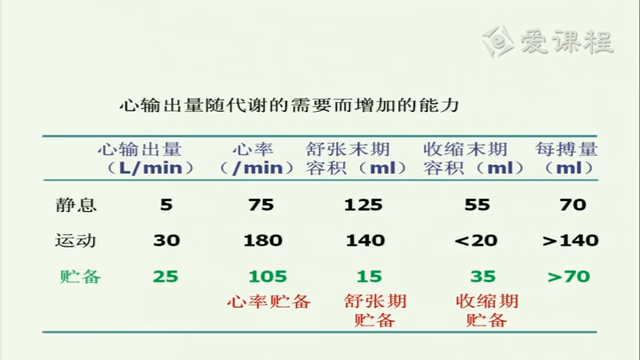 爱课程
心输出量随代谢的需要而增加的能力
心输出量 心率 舒张末期 收缩末期 每搏量
（L/min） （/min） 容积（ml） 容积（ml） （ml）
静息 5 75 125 55 70
运动 30 180 140 <20 >140
贮备 25 105 15 35 >70
心率贮备 舒张期 收缩期
贮备 贮备